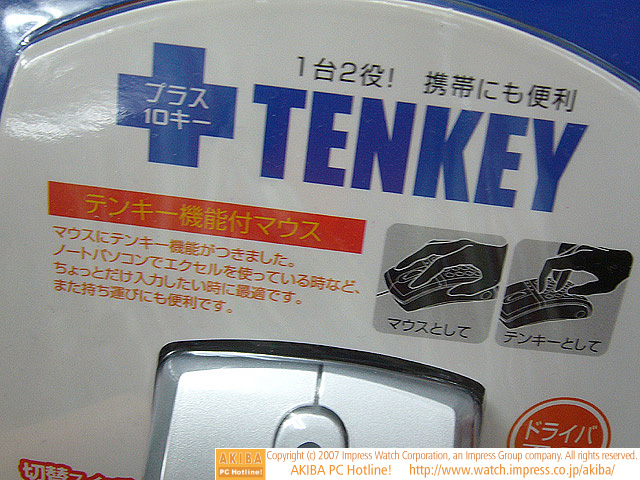 1台2役! 携帯にも便利
プラス
10キー
TENKEY
テンキー機能付マウス
マウスにテンキー機能がつきました。
ノートパソコンでエクセルを使っている時など、
ちょっとだけ入力したい時に最適です。
また持ち運びにも便利です。
マウスとして
テンキーとして
ドライバ
切替
AKIBA
PC Hotline!
Copyright (c) 2007 Impress Watch Corporation, an Impress Group company. All rights reserved.
AKIBA PC Hotline! http://www.watch.impress.co.jp/akiba/